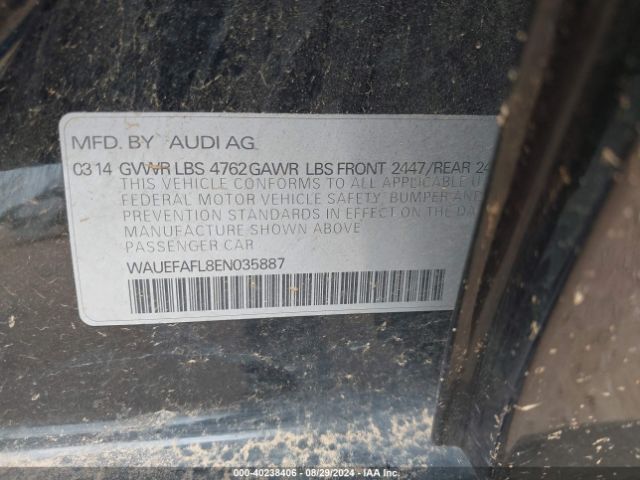 MFD. BY AUDI AG
03 14 GVWR LBS 4762 GAWR LBS FRONT 2447/REAR
THIS VEHICLE CONFORMS TO ALL APPLICABLE
FEDERAL MOTOR VEHICLE SAFETY, BUMPER AND
PREVENTION STANDARDS IN EFFECT ON THE
MANUFACTURE SHOWN ABOVE
PASSENGER CAR
WAUEFAFL8EN035887
000-40238406 - 08/29/2024 - IAA Inc.